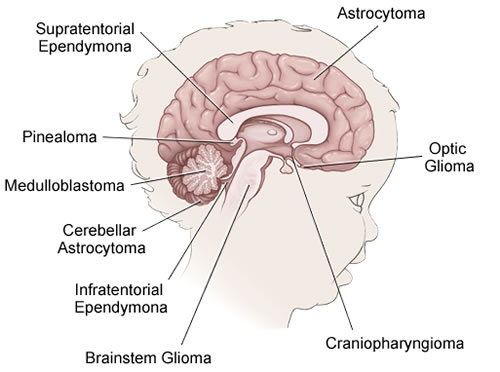 Astrocytoma
Supratentorial
Ependymona
Pinealoma
Optic
Glioma
Medulloblastoma
Cerebellar
Astrocytoma
Infratentorial
Ependymona
Craniopharyngioma
Brainstem Glioma